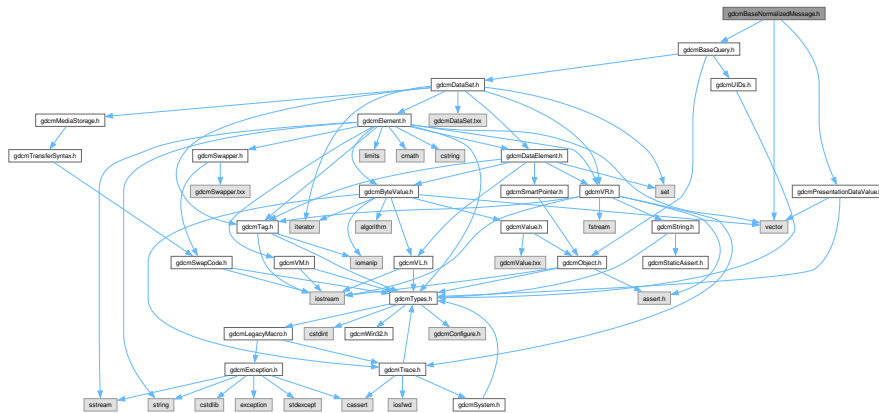 gdcmBaseNormalizedMessage.h
gdcmBaseQuery.h
gdcmDataSet.h
gdcmUIDs.h
gdcmMediaStorage.h
gdcmElement.h
gdcmDataSet.txx
gdcmTransferSyntax.h
gdcmSwapper.h
limits
cmath
cstring
gdcmDataElement.h
gdcmSwapper.txx
gdcmByteValue.h
gdcmSmartPointer.h
gdcmVR.h
set
gdcmPresentationDataValue.h
gdcmTag.h
iterator
algorithm
gdcmValue.h
fstream
gdcmString.h
vector
gdcmSwapCode.h
gdcmVM.h
iomanip
gdcmVL.h
gdcmValue.txx
gdcmObject.h
gdcmStaticAssert.h
iostream
gdcmTypes.h
assert.h
gdcmLegacyMacro.h
cstdint
gdcmWin32.h
gdcmConfigure.h
gdcmException.h
gdcmTrace.h
sstream
string
cstdlib
exception
stdexcept
cassert
iosfwd
gdcmSystem.h